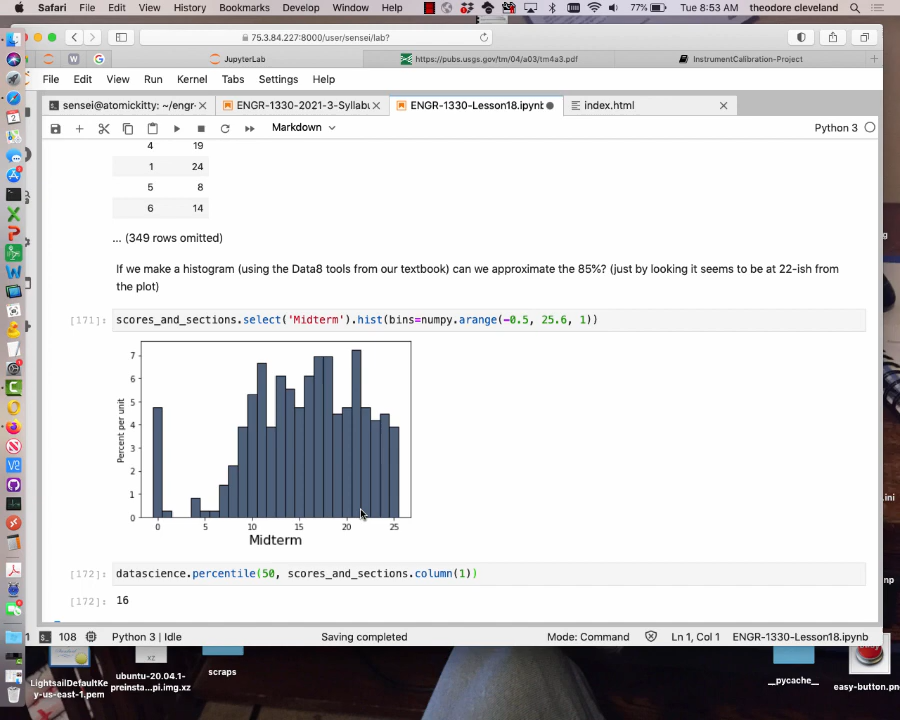 Safari File Edit View History Bookmarks Develop Window Help 77% Tue 8:53 AM theodore cleveland
75.3.84.227:8000/user/sensei/lab?
W G JupyterLab https://pubs.usgs.gov/tm/04/a03/tm4a3.pdf InstrumentCalibration-Project
File Edit View Run Kernel Tabs Settings Help
sensei@atomickitty: ~/engr- ENGR-1330-2021-3-Syllabu ENGR-1330-Lesson18.ipynb index.html
Markdown Python 3
4 19
1 24
5 8
6 14
... (349 rows omitted)
If we make a histogram (using the Data8 tools from our textbook) can we approximate the 85%? (just by looking it seems to be at 22-ish from
the plot)
[171]: scores_and_sections.select('Midterm').hist(bins=numpy.arange(-0.5, 25.6, 1))
7
6
5
4
3
2
1
0
Percent per unit
0 5 10 15 20 25
Midterm
[172]: datascience.percentile(50, scores_and_sections.column(1))
[172]: 16
1 108 Python 3 | Idle Saving completed Mode: Command Ln 1, Col 1 ENGR-1330-Lesson18.ipynb
LightsailDefaultKe
y-us-east-1.pem
xz
ubuntu-20.04.1-
preinsta...pi.img.xz
scraps
__pycache__
easy-button.pn
ini
np